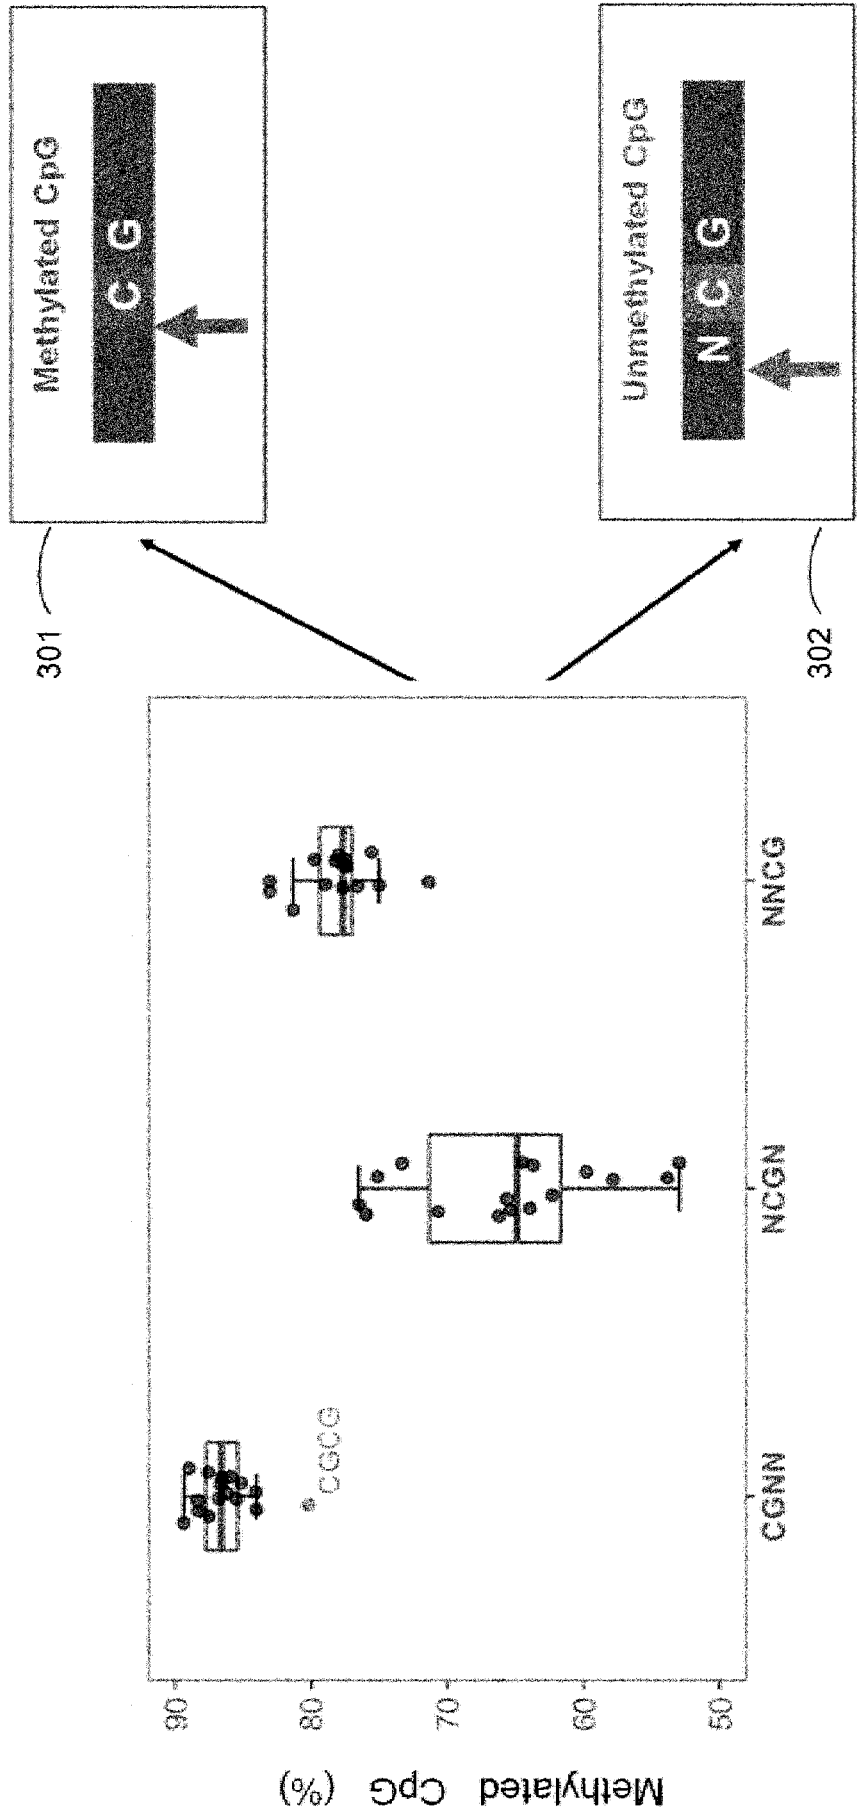 Methylated CpG (%)
90
80
70
60
50
CGCG
CGNN
NCGN
NNCG
301
Methylated CpG
C G
302
Unmethylated CpG
N C G